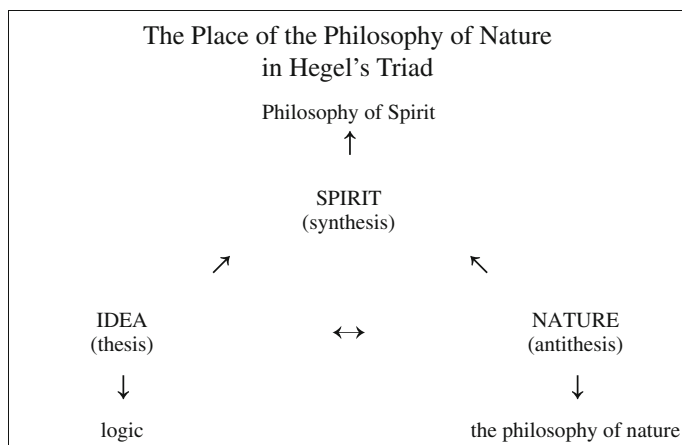 The Place of the Philosophy of Nature
in Hegel's Triad
Philosophy of Spirit
↑
SPIRIT
(synthesis)
↗ ↖
IDEA ↔ NATURE
(thesis) (antithesis)
↓ ↓
logic the philosophy of nature